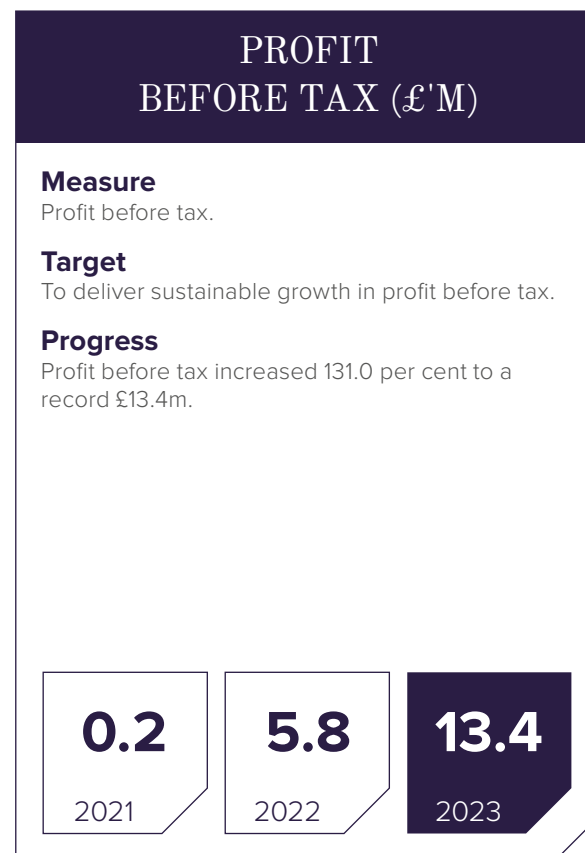 PROFIT
BEFORE TAX (£'M)
Measure
Profit before tax.
Target
To deliver sustainable growth in profit before tax.
Progress
Profit before tax increased 131.0 per cent to a
record £13.4m.
0.2
2021
5.8
2022
13.4
2023